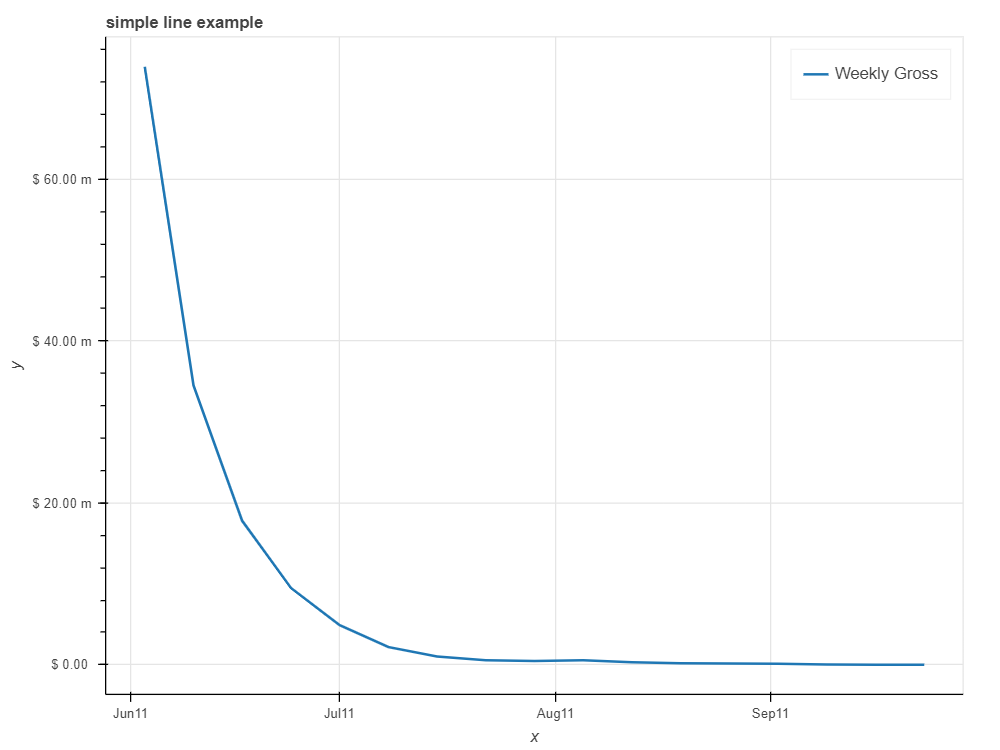 simple line example
Weekly Gross
$ 60.00 m
$ 40.00 m
y
$ 20.00 m
$ 0.00
Jun11 Jul11 Aug11 Sep11
x